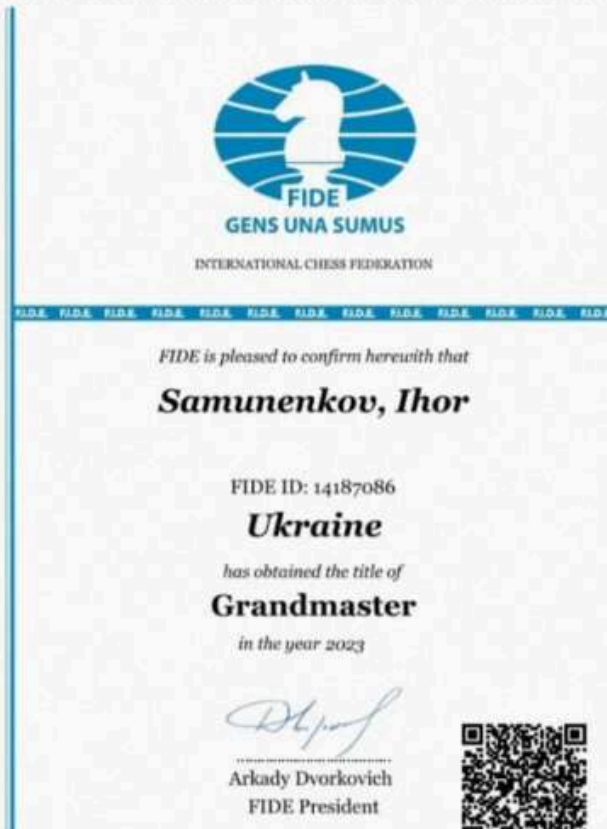 FIDE
GENS UNA SUMUS
INTERNATIONAL CHESS FEDERATION
F.I.D.E. F.I.D.E. F.I.D.E. F.I.D.E. F.I.D.E. F.I.D.E. F.I.D.E. F.I.D.E. F.I.D.E. F.I.D.E. F.I.D.E. F.I.D.E. F.I.D.E.
FIDE is pleased to confirm herewith that
Samunenkov, Ihor
FIDE ID: 14187086
Ukraine
has obtained the title of
Grandmaster
in the year 2023
Arkady Dvorkovich
FIDE President